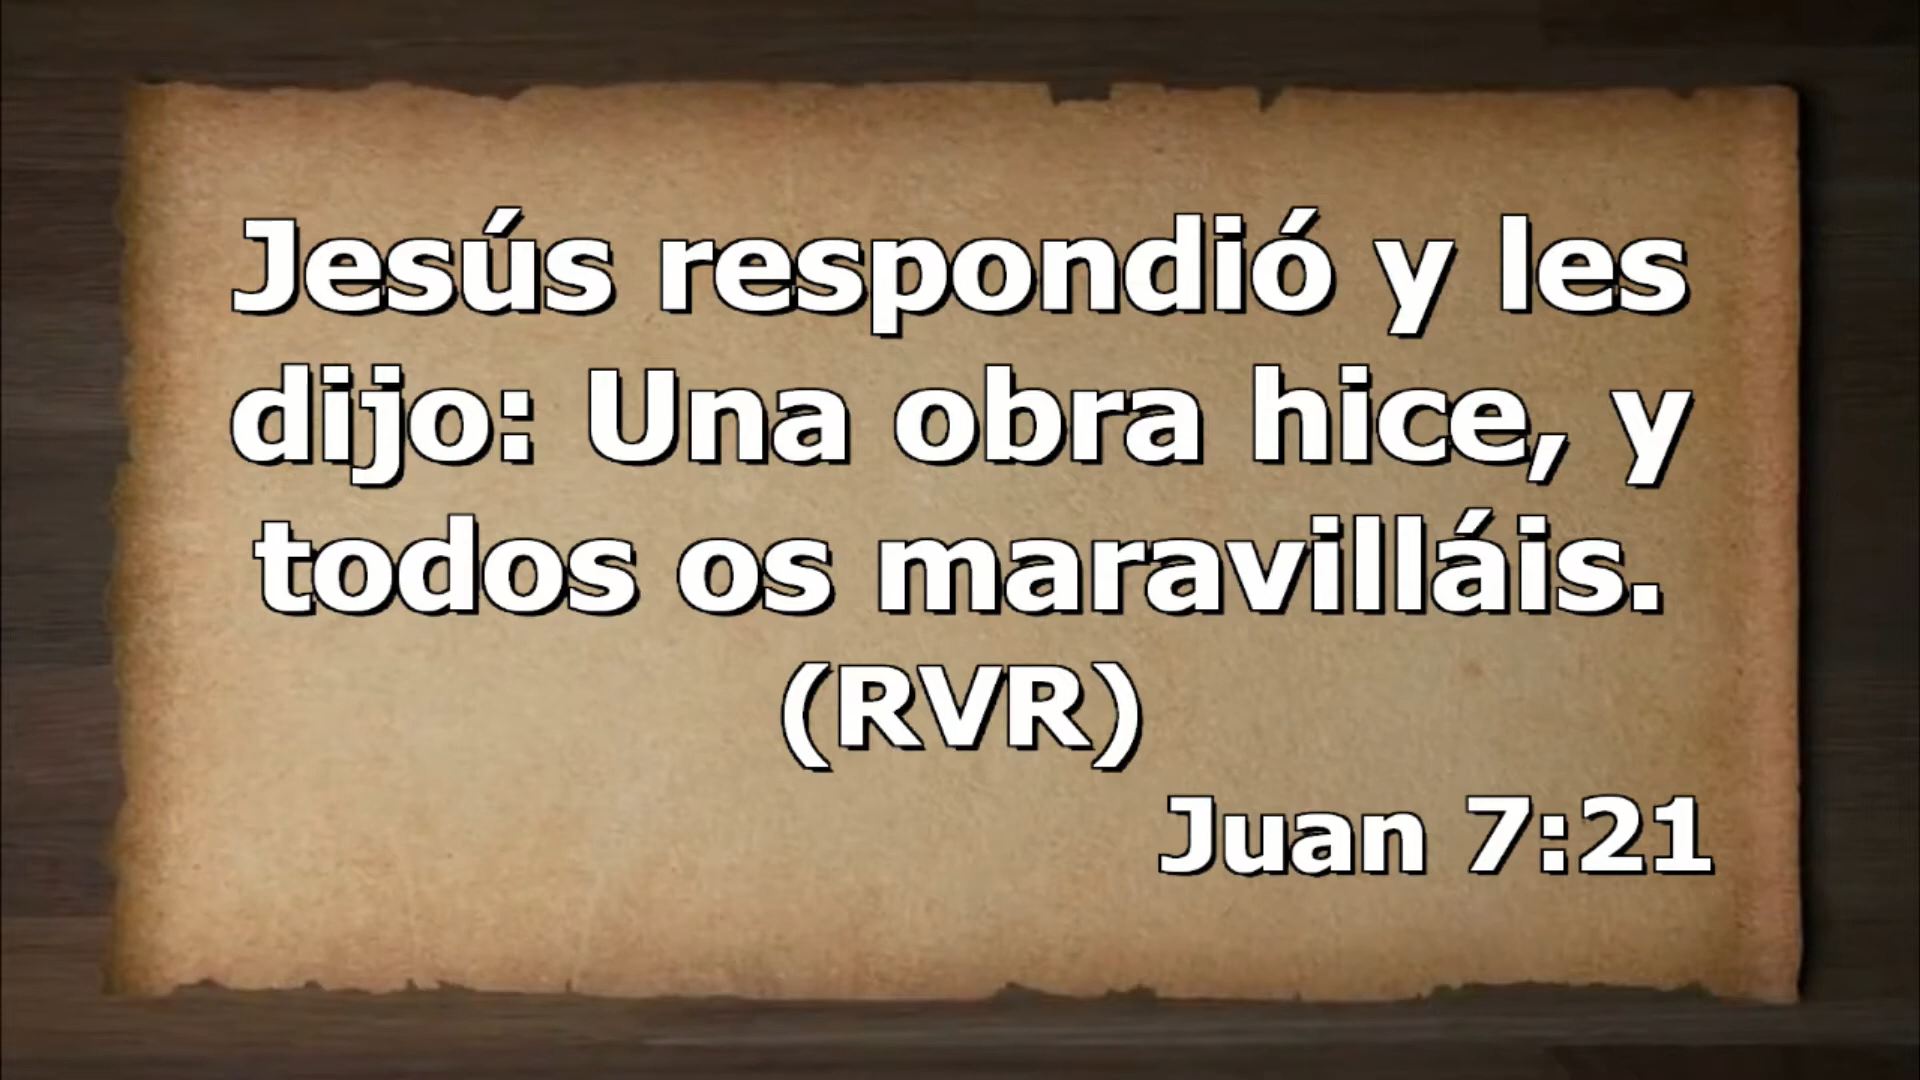 Jesús respondió y les
dijo: Una obra hice, y
todos os maravilláis.
(RVR)
Juan 7:21